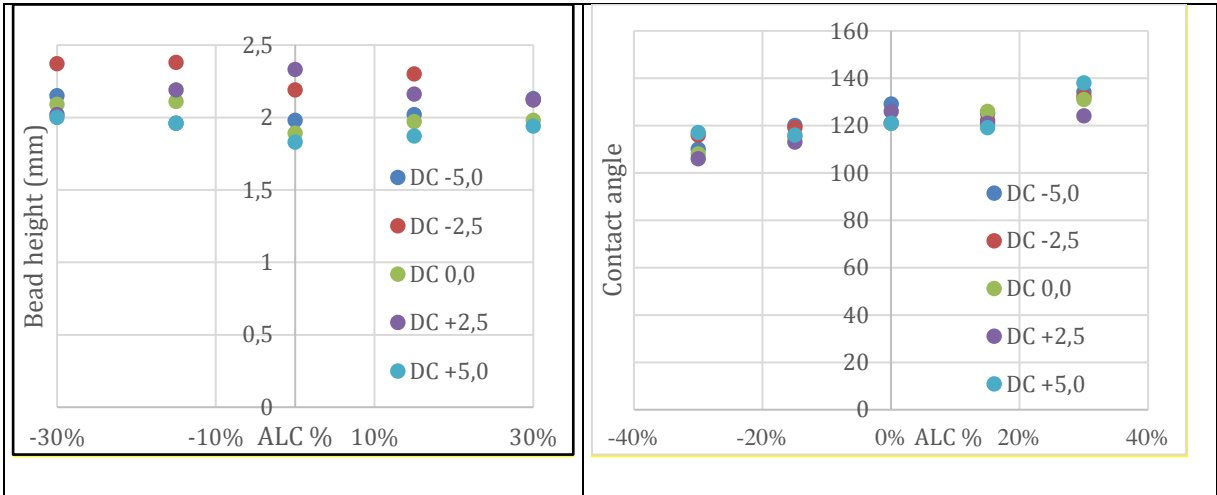 Bead height (mm)
2,5
2
1,5
1
0,5
0
-30% -10% ALC % 10% 30%
DC -5,0
DC -2,5
DC 0,0
DC +2,5
DC +5,0
Contact angle
160
140
120
100
80
60
40
20
0
-40% -20% 0% ALC % 20% 40%
DC -5,0
DC -2,5
DC 0,0
DC +2,5
DC +5,0